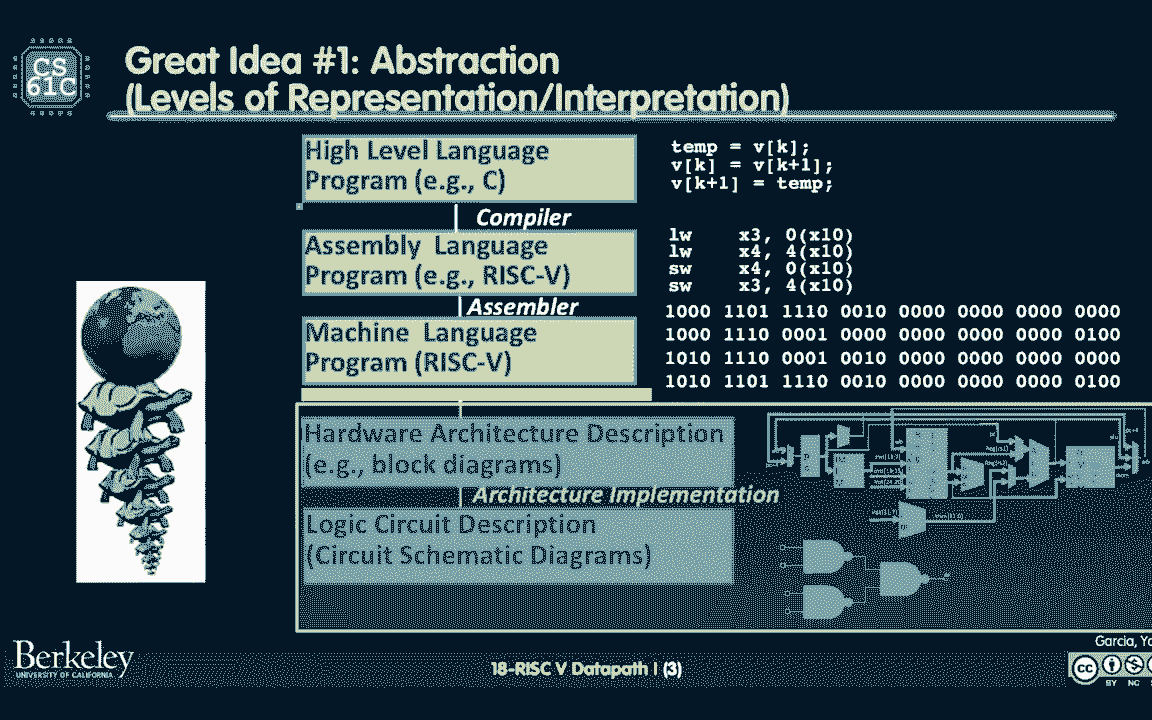 CS
61C
Great Idea #1: Abstraction
(Levels of Representation/Interpretation)
High Level Language
Program (e.g., C)
temp = v[k];
v[k] = v[k+1];
v[k+1] = temp;
Compiler
Assembly Language
Program (e.g., RISC-V)
lw x3, 0(x10)
lw x4, 4(x10)
sw x4, 0(x10)
sw x3, 4(x10)
Assembler
Machine Language
Program (RISC-V)
1000 1101 1110 0010 0000 0000 0000 0000
1000 1110 0001 0000 0000 0000 0000 0100
1010 1110 0001 0010 0000 0000 0000 0000
1010 1101 1110 0010 0000 0000 0000 0100
Hardware Architecture Description
(e.g., block diagrams)
Architecture Implementation
Logic Circuit Description
(Circuit Schematic Diagrams)
Berkeley
UNIVERSITY OF CALIFORNIA
18-RISC V Datapath I (3)
Garcia,
cc
BY NC